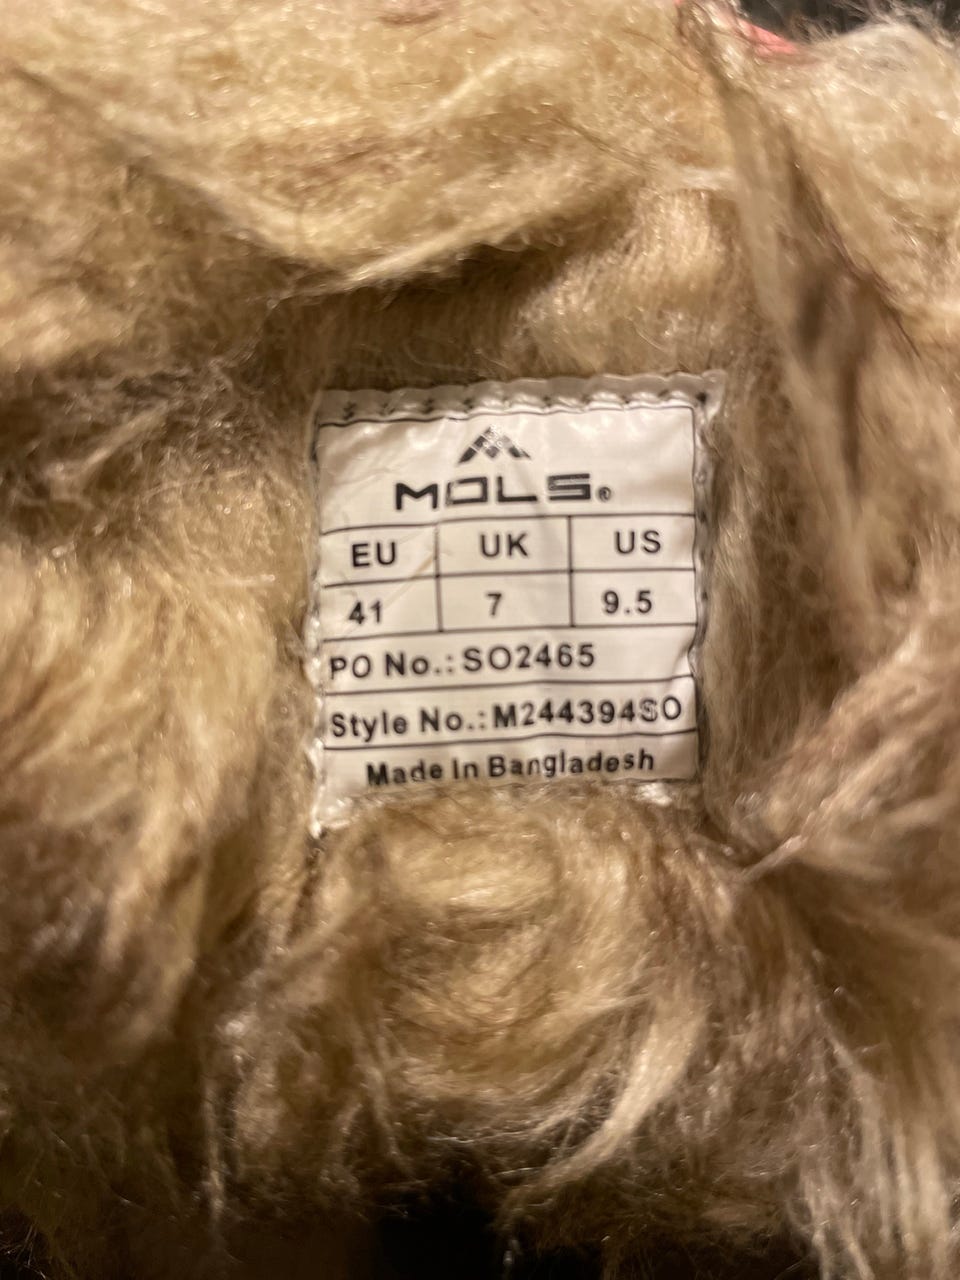 MOLS®
EU UK US
41 7 9.5
PO No.: SO2465
Style No.: M244394SO
Made In Bangladesh